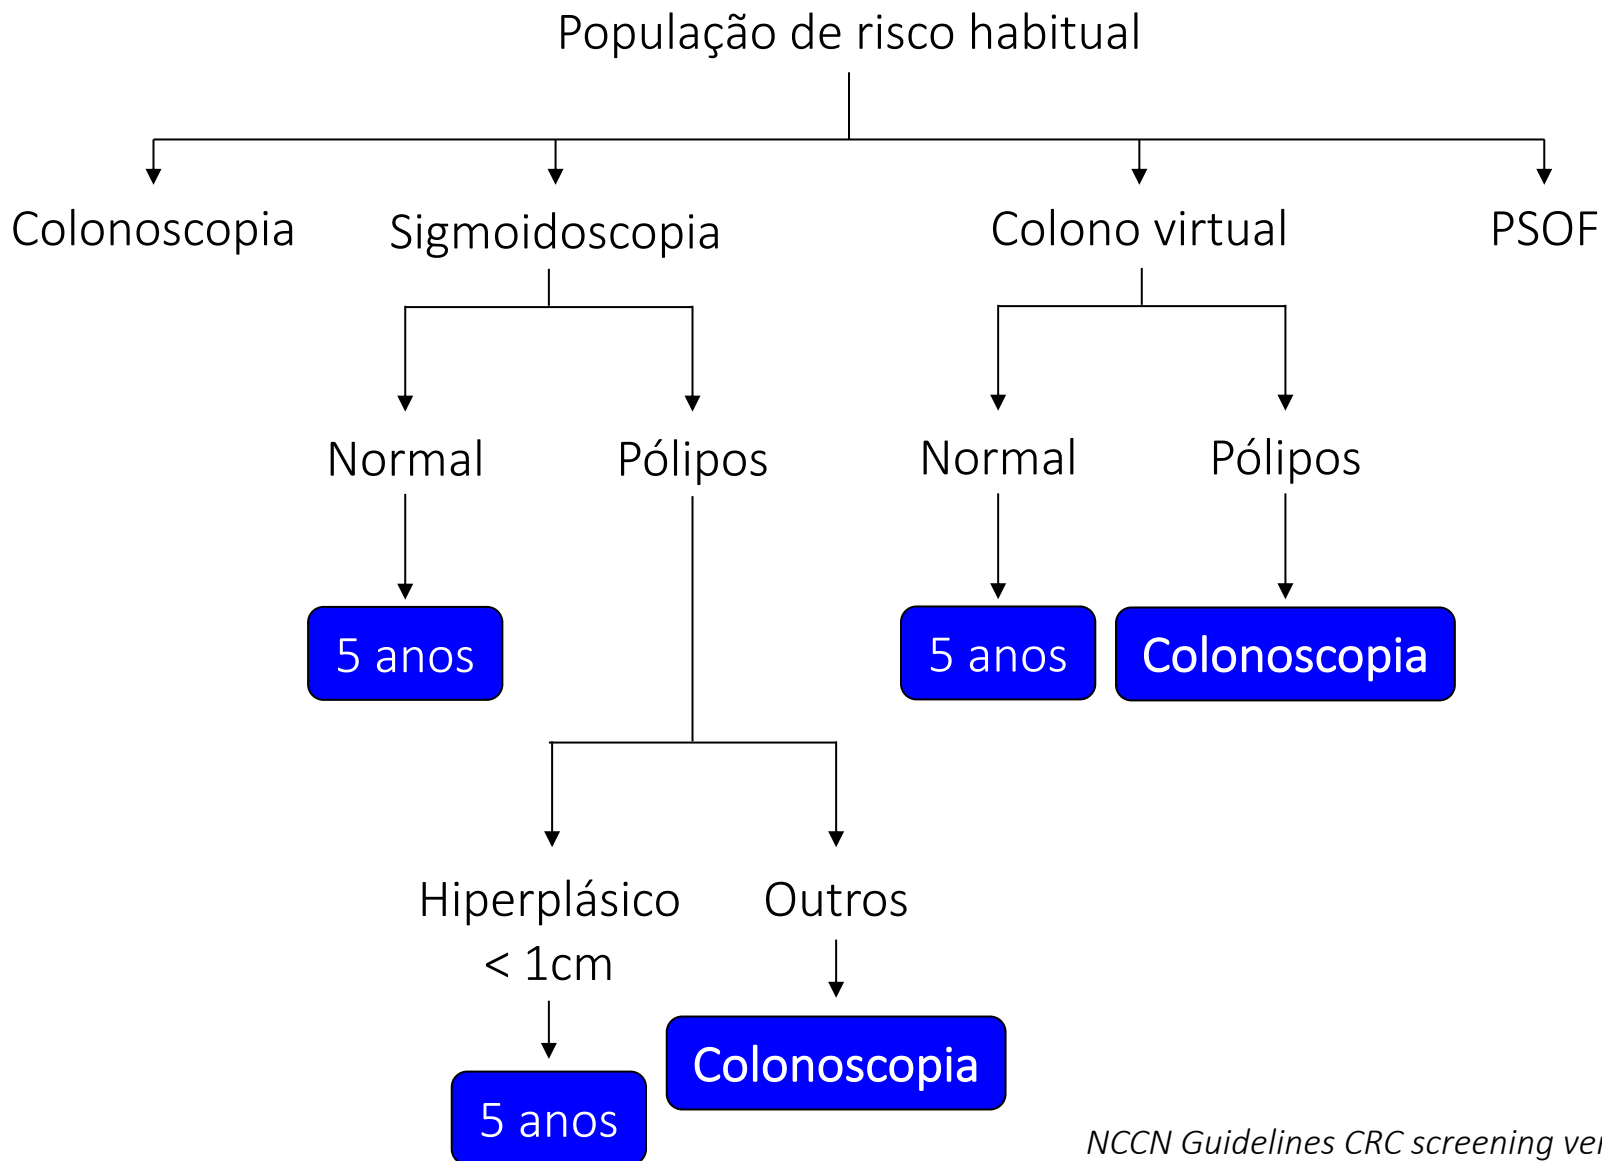 População de risco habitual
Colonoscopia
Sigmoidoscopia
Colono virtual
PSOF
Normal
Pólipos
Normal
Pólipos
5 anos
5 anos
Colonoscopia
Hiperplásico
< 1cm
Outros
Colonoscopia
5 anos
NCCN Guidelines CRC screening